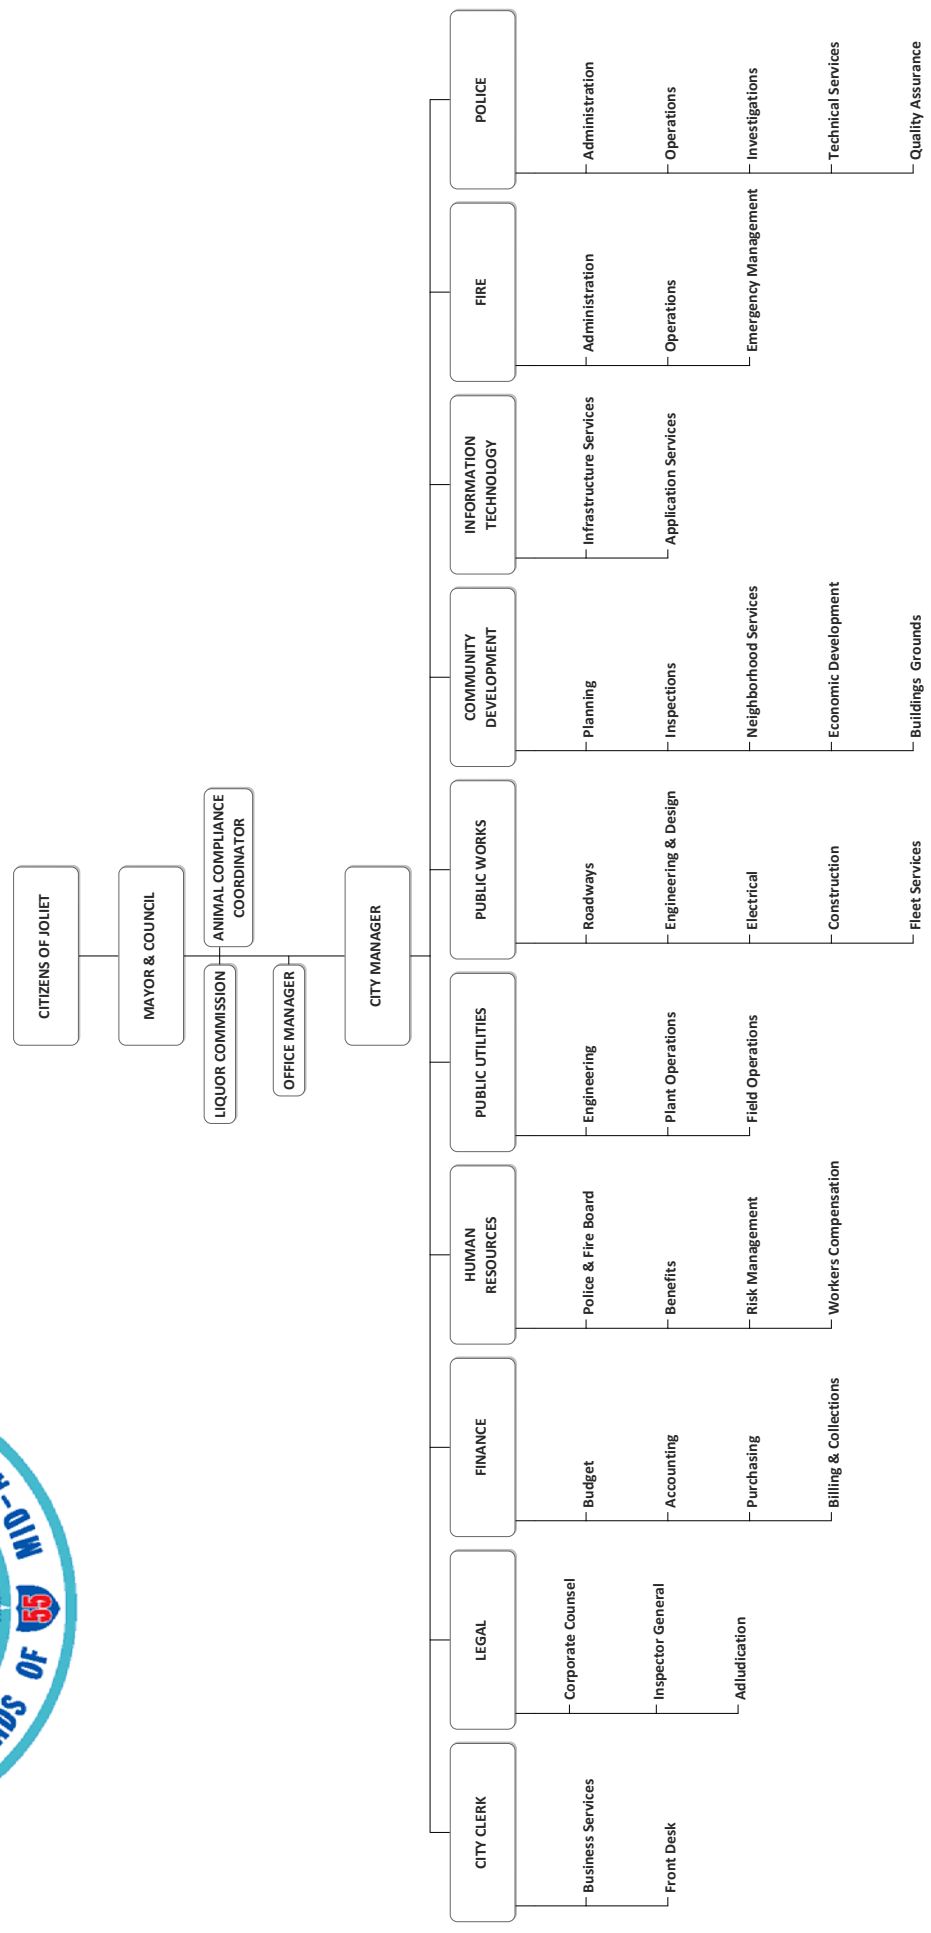 CITIZENS OF JOLIET
MAYOR & COUNCIL
LIQUOR COMMISSION
ANIMAL COMPLIANCE
COORDINATOR
OFFICE MANAGER
CITY MANAGER
CITY CLERK
Business Services
Front Desk
LEGAL
Corporate Counsel
Inspector General
Adludication
FINANCE
Budget
Accounting
Purchasing
Billing & Collections
HUMAN
RESOURCES
Police & Fire Board
Benefits
Risk Management
Workers Compensation
PUBLIC UTILITIES
Engineering
Plant Operations
Field Operations
PUBLIC WORKS
Roadways
Engineering & Design
Electrical
Construction
Fleet Services
COMMUNITY
DEVELOPMENT
Planning
Inspections
Neighborhood Services
Economic Development
Buildings  Grounds
INFORMATION
TECHNOLOGY
Infrastructure Services
Application Services
FIRE
Administration
Operations
Emergency Management
POLICE
Administration
Operations
Investigations
Technical Services
Quality Assurance
OF 55 MID-